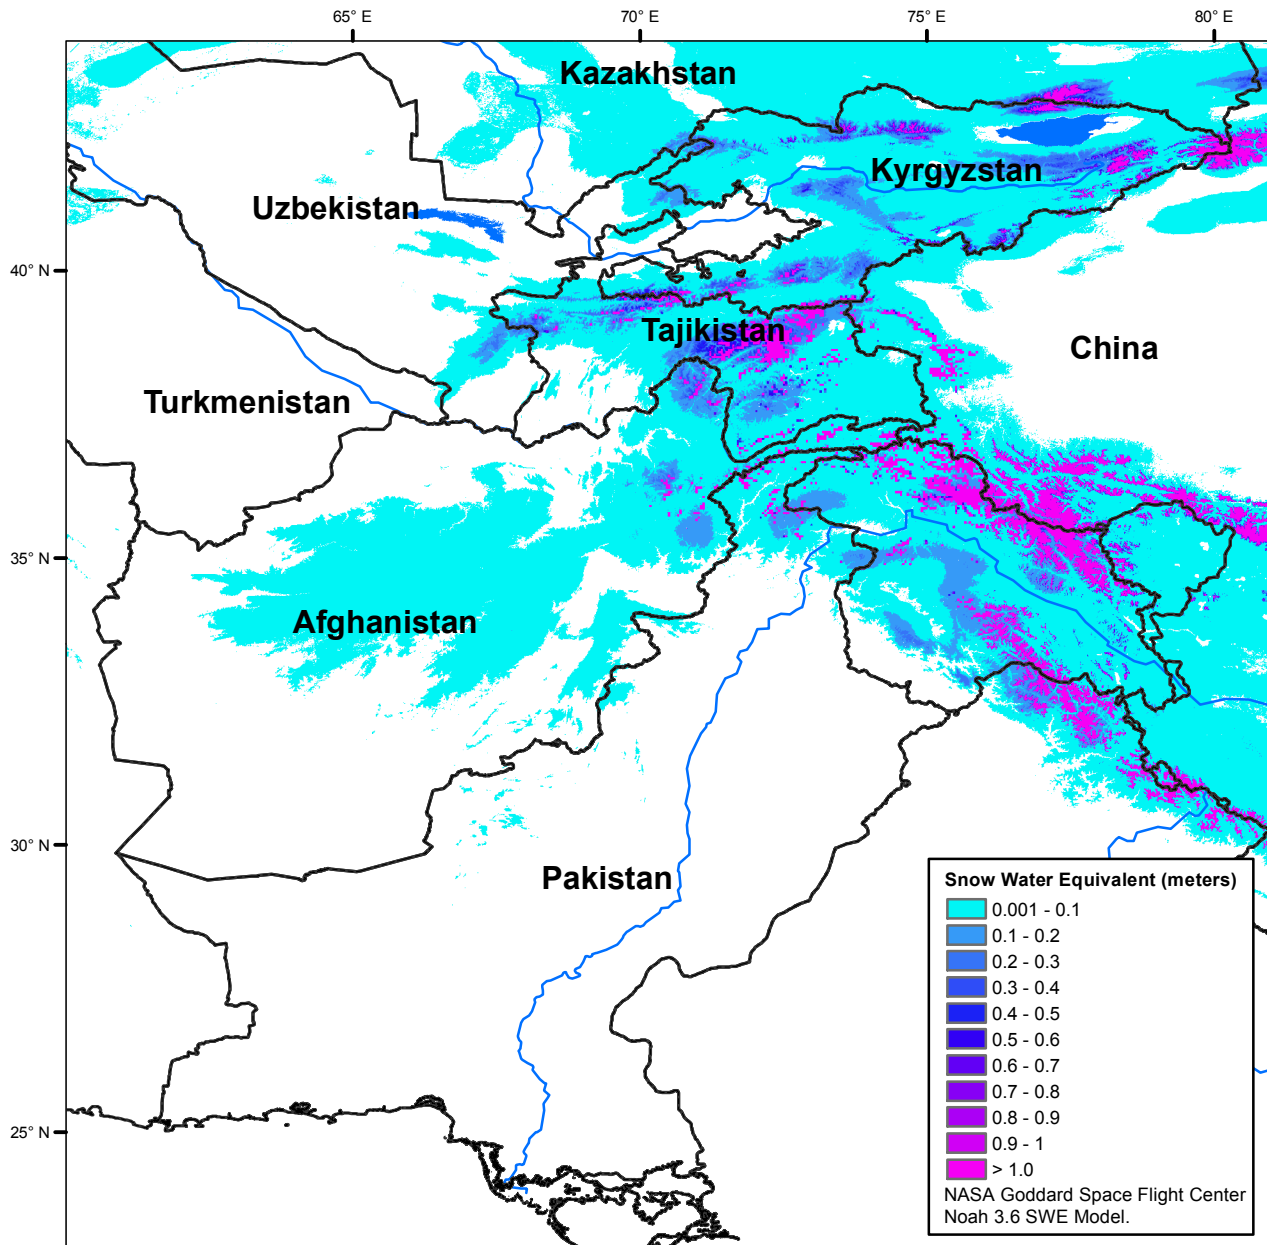 65° E 70° E 75° E 80° E
Kazakhstan
Kyrgyzstan
Uzbekistan
40° N
Tajikistan
China
Turkmenistan
35° N
Afghanistan
30° N
Pakistan
25° N
Snow Water Equivalent (meters)
0.001 - 0.1
0.1 - 0.2
0.2 - 0.3
0.3 - 0.4
0.4 - 0.5
0.5 - 0.6
0.6 - 0.7
0.7 - 0.8
0.8 - 0.9
0.9 - 1
> 1.0
NASA Goddard Space Flight Center
Noah 3.6 SWE Model.